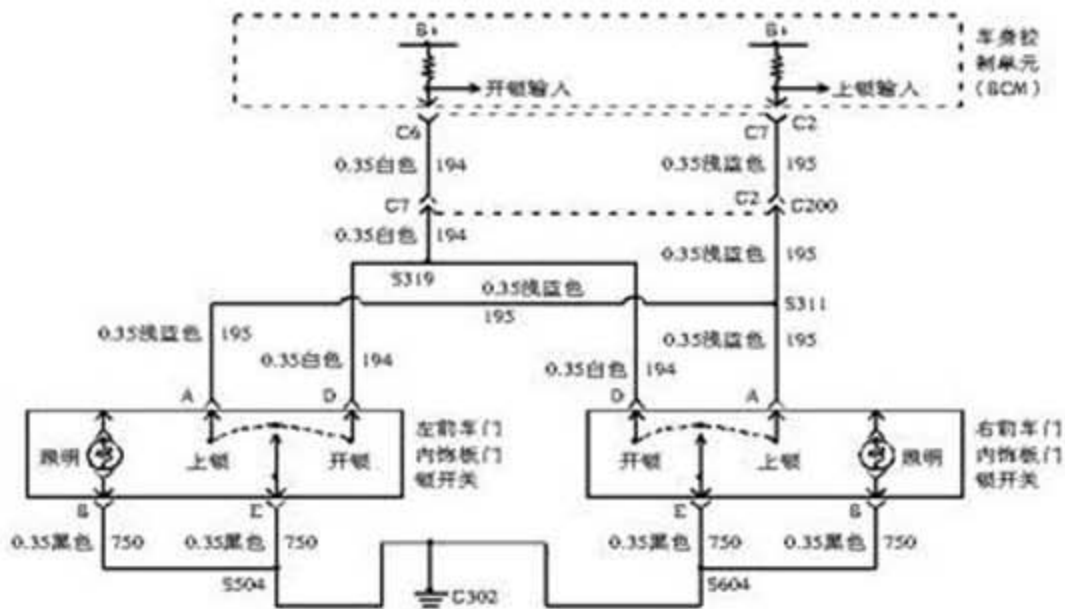 B+
B+
车身控
制单元
(BCM)
开锁输入
上锁输入
C6
C7
C2
0.35白色
194
0.35浅蓝色
195
C7
C2
C200
0.35白色
194
0.35浅蓝色
195
S319
0.35浅蓝色
195
S311
0.35浅蓝色
195
0.35白色
194
0.35浅蓝色
195
0.35白色
194
A
D
D
A
照明
上锁
开锁
左前车门
内饰板门
锁开关
开锁
上锁
照明
右前车门
内饰板门
锁开关
B
E
E
B
0.35黑色
750
0.35黑色
750
0.35黑色
750
0.35黑色
750
S504
G302
S604